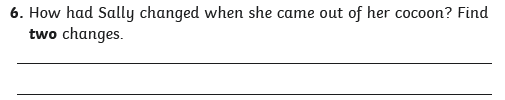 6. How had Sally changed when she came out of her cocoon? Find
two changes.